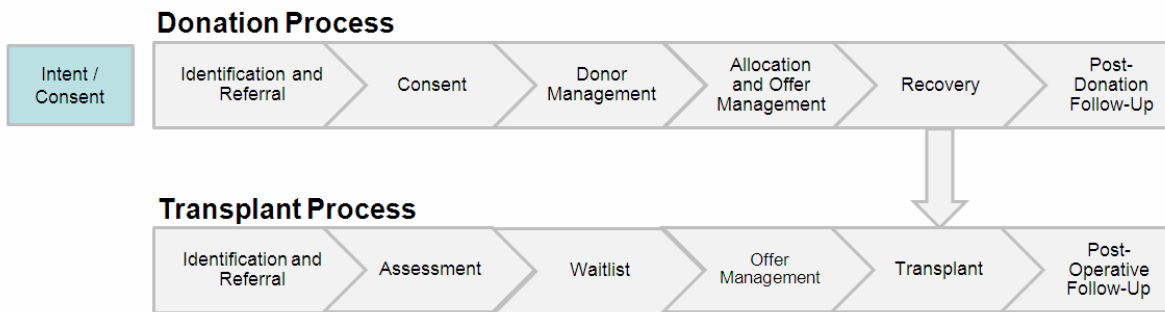 Donation Process
Intent /
Consent
Identification and
Referral
Consent
Donor
Management
Allocation
and Offer
Management
Recovery
Post-
Donation
Follow-Up
Transplant Process
Identification and
Referral
Assessment
Waitlist
Offer
Management
Transplant
Post-
Operative
Follow-Up